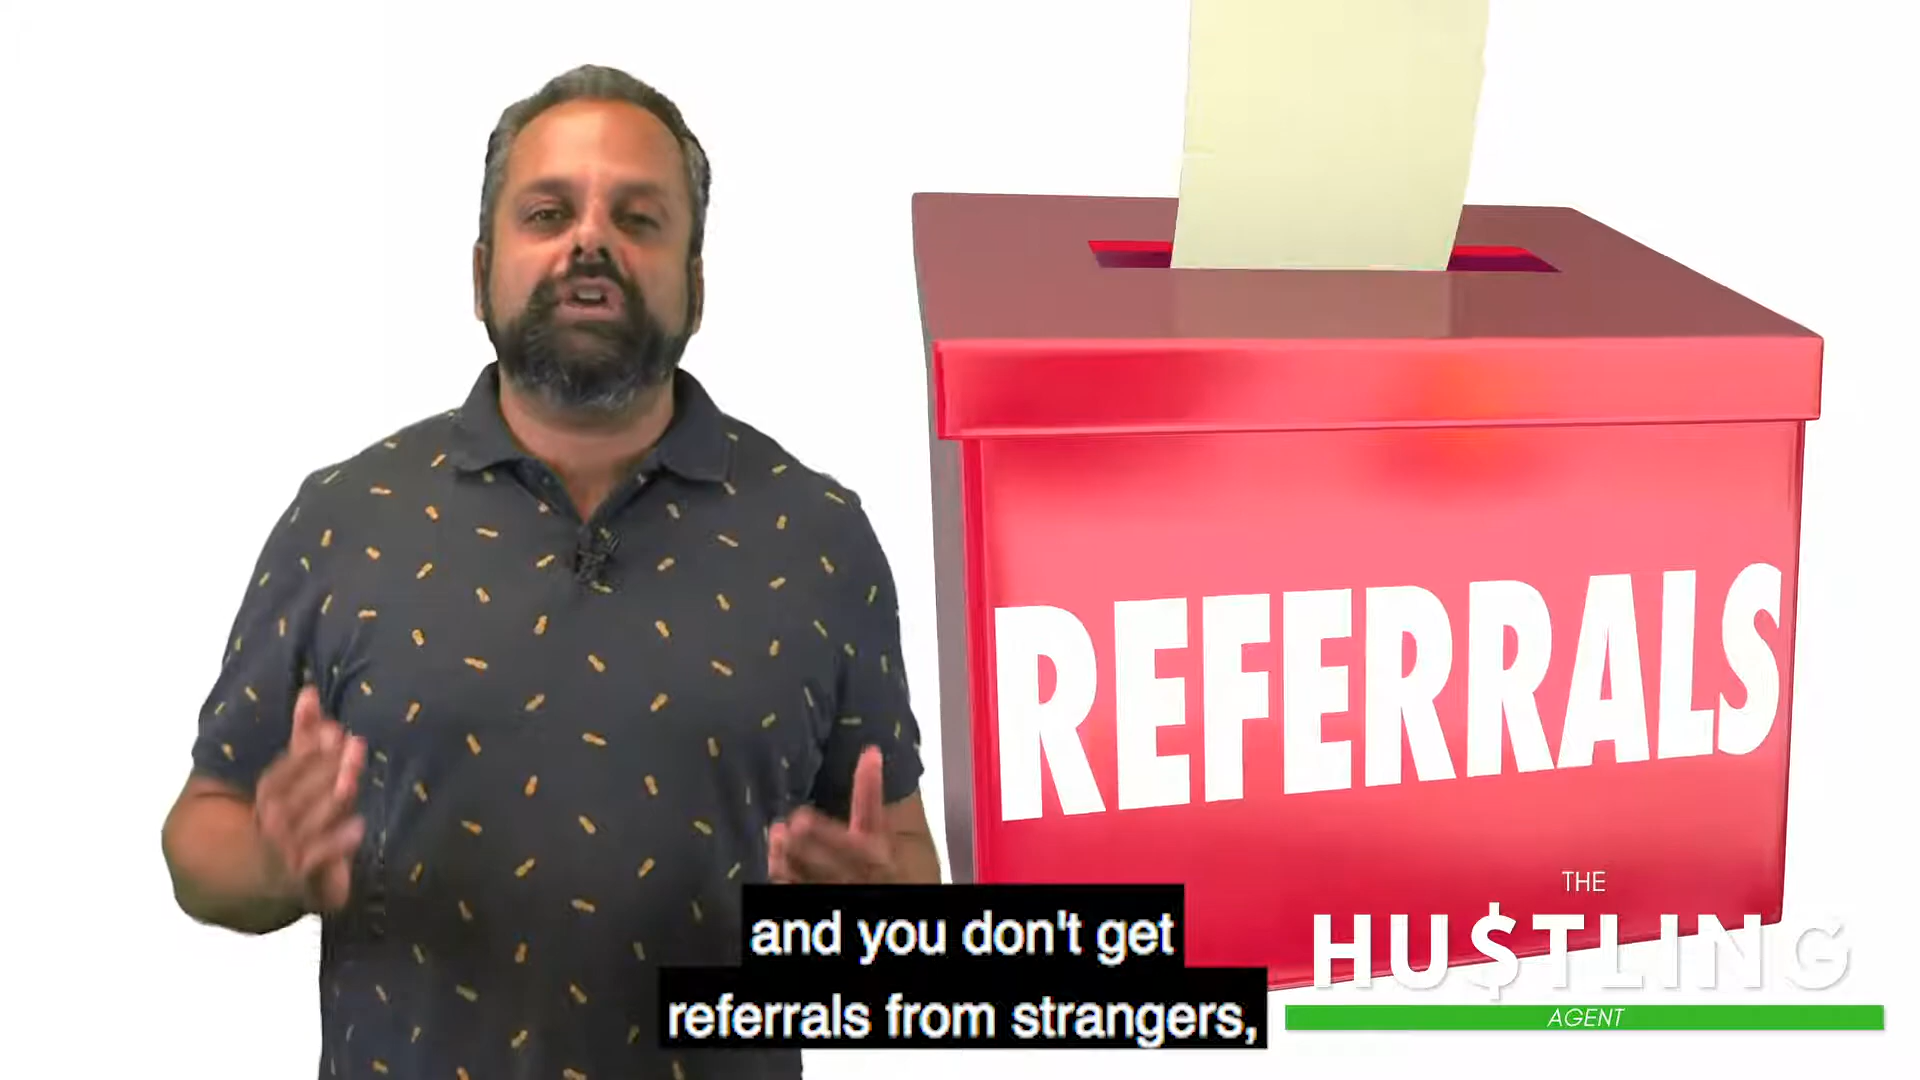 REFERRALS
THE
HU$TLING
AGENT
and you don't get
referrals from strangers,